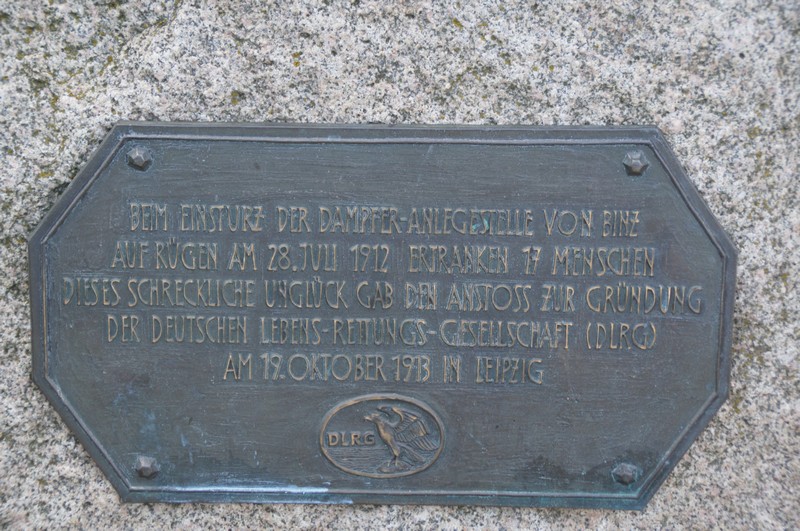 BEIM EINSTURZ DER DAMPFER-ANLEGESTELLE VON BINZ
AUF RÜGEN AM 28. JULI 1912 ERTRANKEN 17 MENSCHEN
DIESES SCHRECKLICHE UNGLÜCK GAB DEN ANSTOSS ZUR GRÜNDUNG
DER DEUTSCHEN LEBENS-RETTUNGS-GESELLSCHAFT (DLRG)
AM 19. OKTOBER 1913 IN LEIPZIG
DLRG